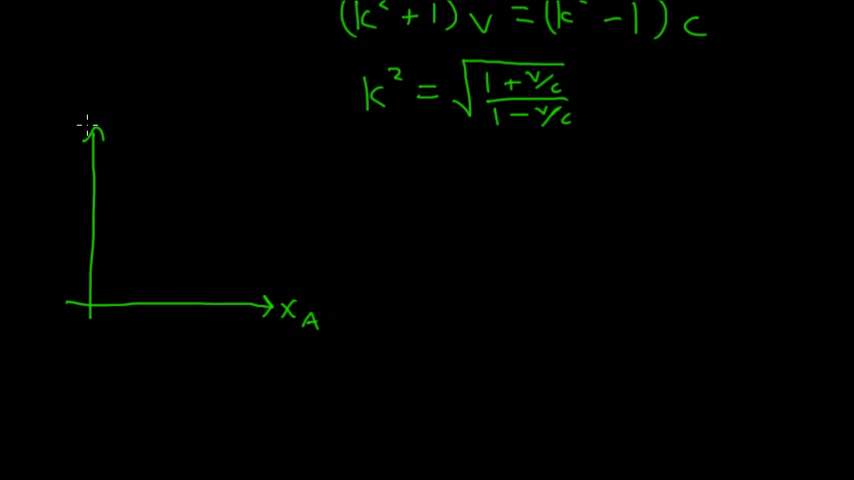 (k² + 1) v = (k² - 1) c
k² = √((1 + v/c)/(1 - v/c))
x_A